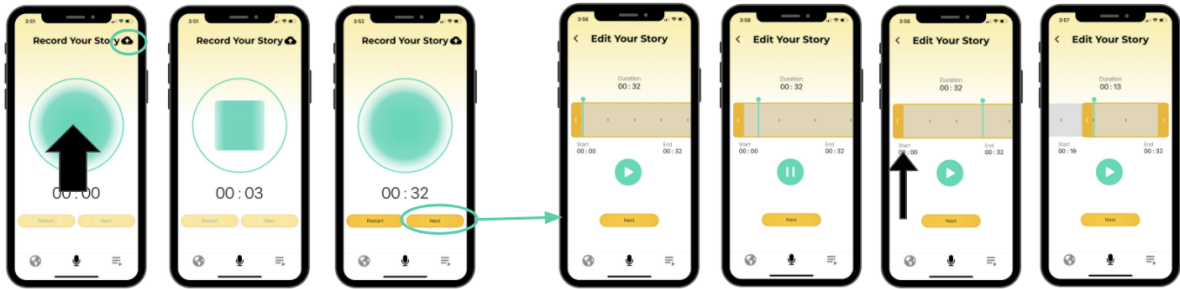 3:51
Record Your Story
00 : 00
Restart
Next
3:51
Record Your Story
00 : 03
Restart
Next
3:52
Record Your Story
00 : 32
Restart
Next
3:56
Edit Your Story
Duration
00 : 32
Start
End
00 : 00
00 : 32
Next
3:56
Edit Your Story
Duration
00 : 32
Start
End
00 : 00
00 : 32
Next
3:56
Edit Your Story
Duration
00 : 32
Start
End
00 : 00
00 : 32
Next
3:57
Edit Your Story
Duration
00 : 13
Start
End
00 : 19
00 : 32
Next